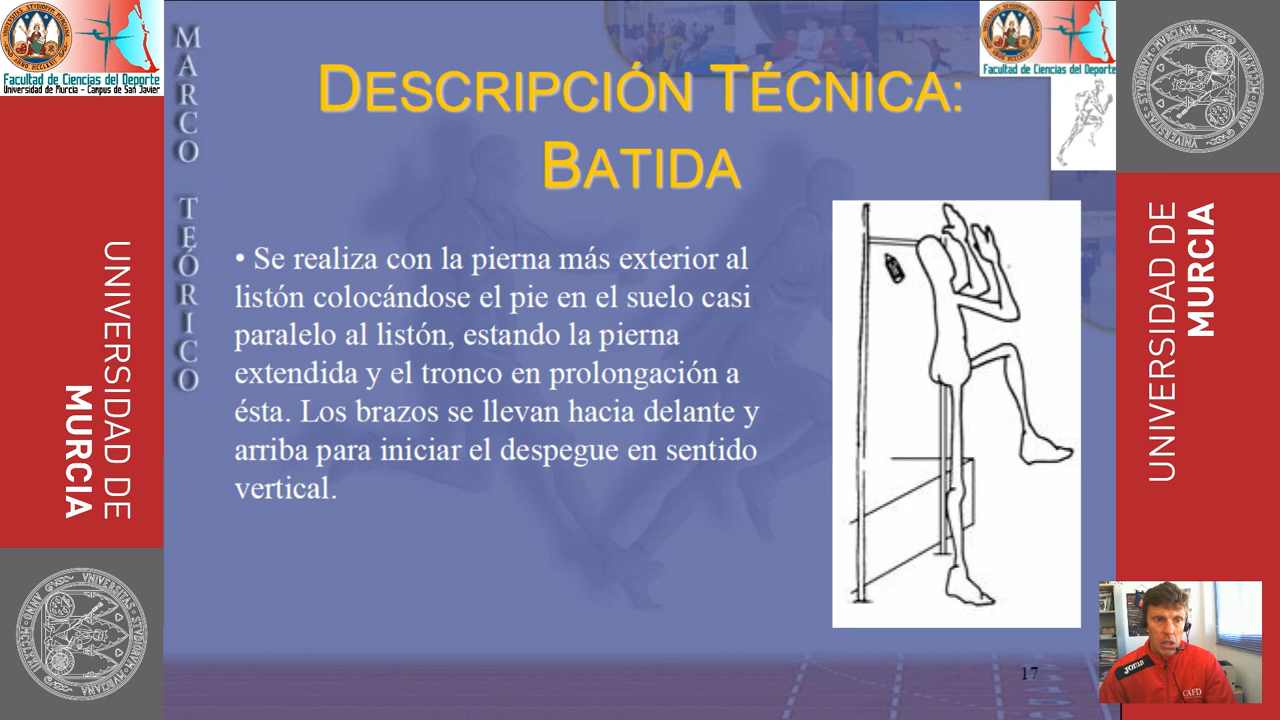 Facultad de Ciencias del Deporte
Universidad de Murcia - Campus de San Javier
UNIVERSIDAD DE
MURCIA
MARCO TEÓRICO
DESCRIPCIÓN TÉCNICA:
BATIDA
• Se realiza con la pierna más exterior al
listón colocándose el pie en el suelo casi
paralelo al listón, estando la pierna
extendida y el tronco en prolongación a
ésta. Los brazos se llevan hacia delante y
arriba para iniciar el despegue en sentido
vertical.
17
Facultad de Ciencias del Deporte
UNIVERSIDAD DE
MURCIA
JOMA
CAFD